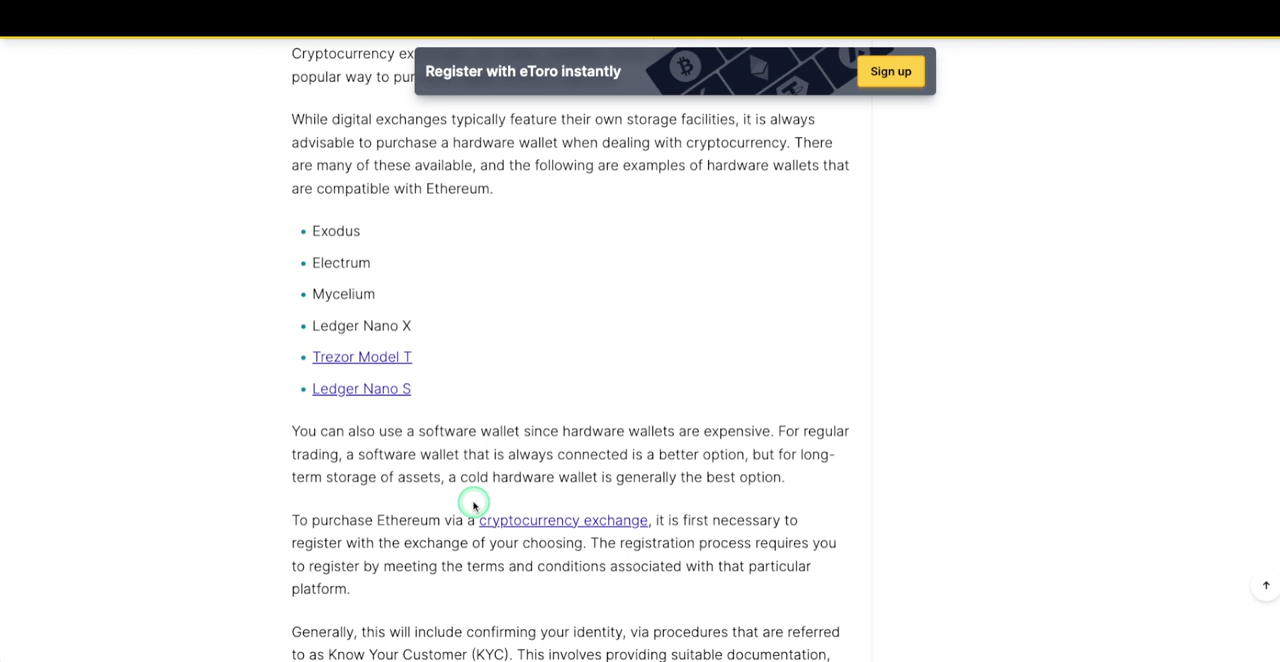 Cryptocurrency ex
popular way to pur
Register with eToro instantly
Sign up
While digital exchanges typically feature their own storage facilities, it is always
advisable to purchase a hardware wallet when dealing with cryptocurrency. There
are many of these available, and the following are examples of hardware wallets that
are compatible with Ethereum.
• Exodus
• Electrum
• Mycelium
• Ledger Nano X
• Trezor Model T
• Ledger Nano S
You can also use a software wallet since hardware wallets are expensive. For regular
trading, a software wallet that is always connected is a better option, but for long-
term storage of assets, a cold hardware wallet is generally the best option.
To purchase Ethereum via a cryptocurrency exchange, it is first necessary to
register with the exchange of your choosing. The registration process requires you
to register by meeting the terms and conditions associated with that particular
platform.
Generally, this will include confirming your identity, via procedures that are referred
to as Know Your Customer (KYC). This involves providing suitable documentation,